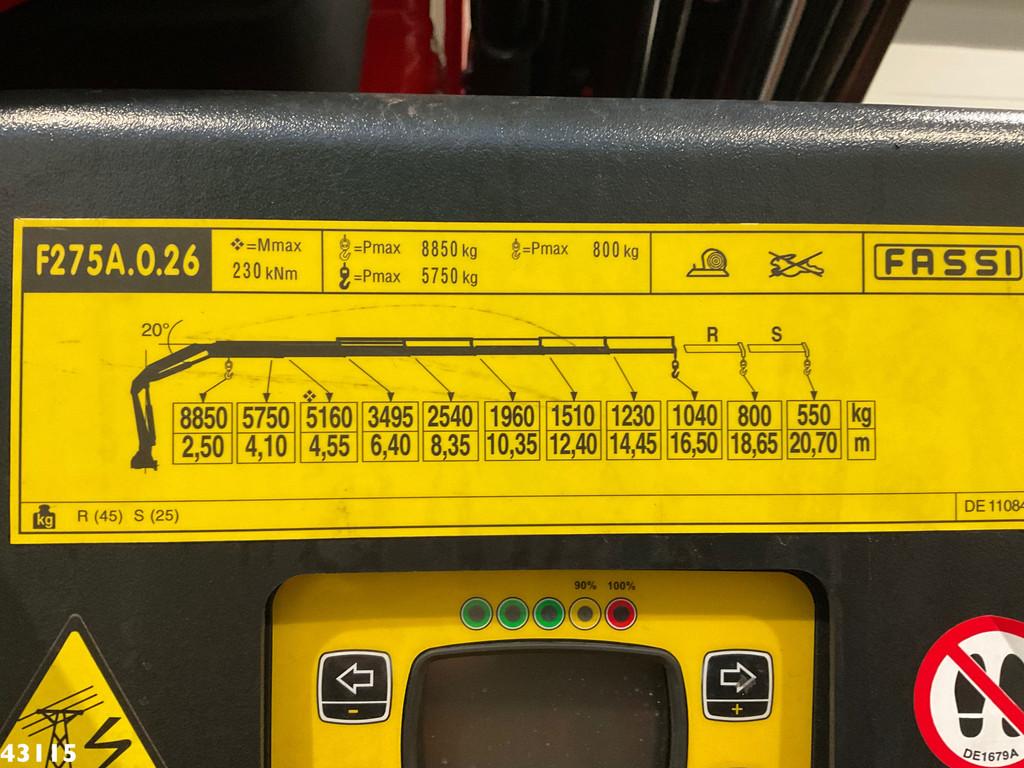 F275A.0.26
=Mmax
230 kNm
=Pmax 8850 kg
=Pmax 5750 kg
=Pmax 800 kg
FASSI
20°
R S
8850 5750 5160 3495 2540 1960 1510 1230 1040 800 550 kg
2,50 4,10 4,55 6,40 8,35 10,35 12,40 14,45 16,50 18,65 20,70 m
kg R (45) S (25)
DE 11084
90% 100%
- +
DE1679A
43115